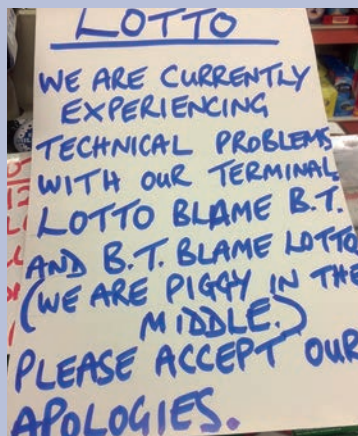 LOTTO
WE ARE CURRENTLY
EXPERIENCING
TECHNICAL PROBLEMS
WITH OUR TERMINAL
LOTTO BLAME B.T.
AND B.T. BLAME LOTTO
(WE ARE PIGGY IN THE
MIDDLE.)
PLEASE ACCEPT OUR
APOLOGIES.